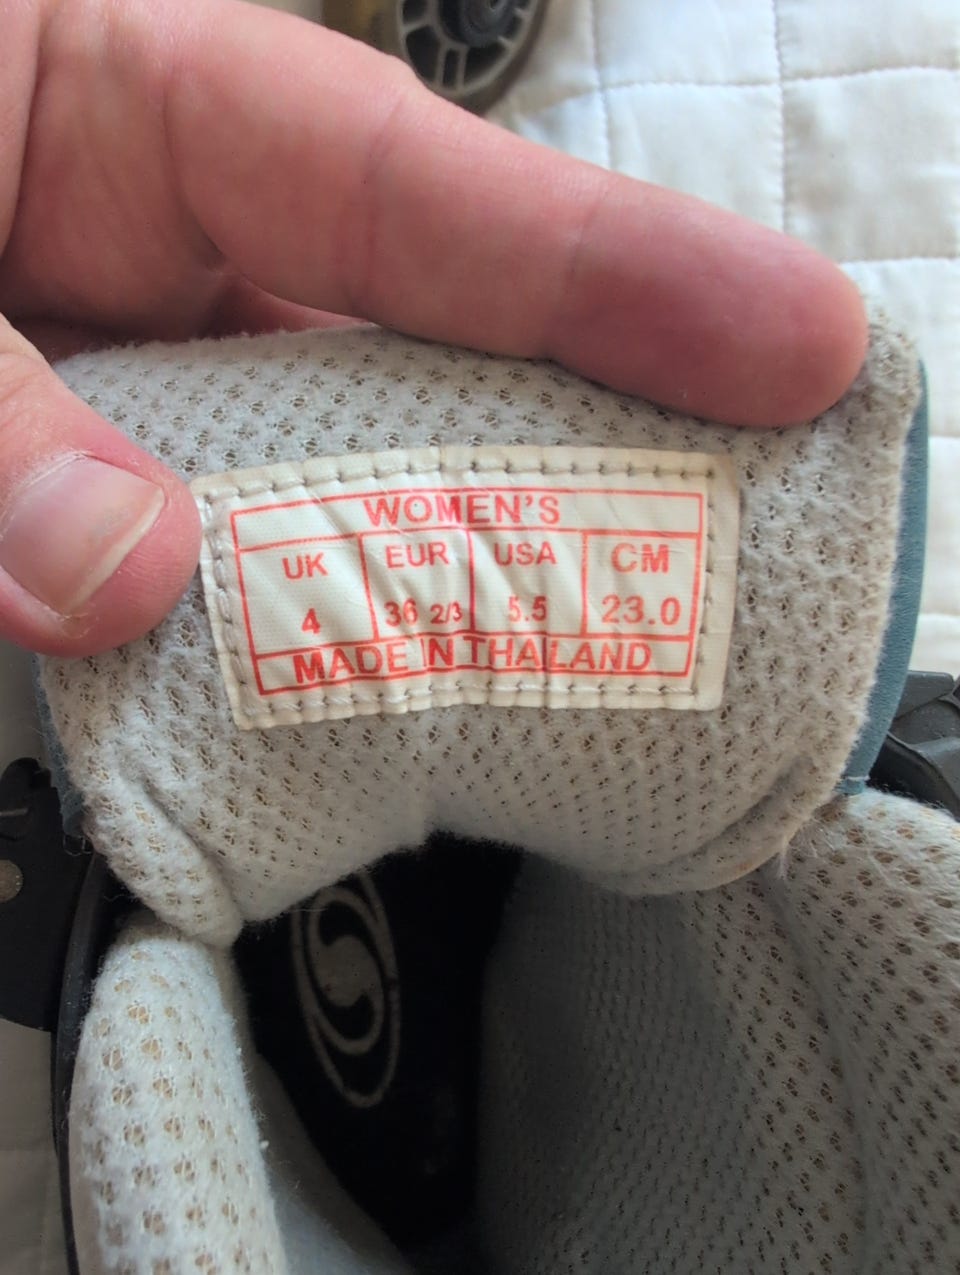 WOMEN'S
UK EUR USA CM
4 36 2/3 5.5 23.0
MADE IN THAILAND